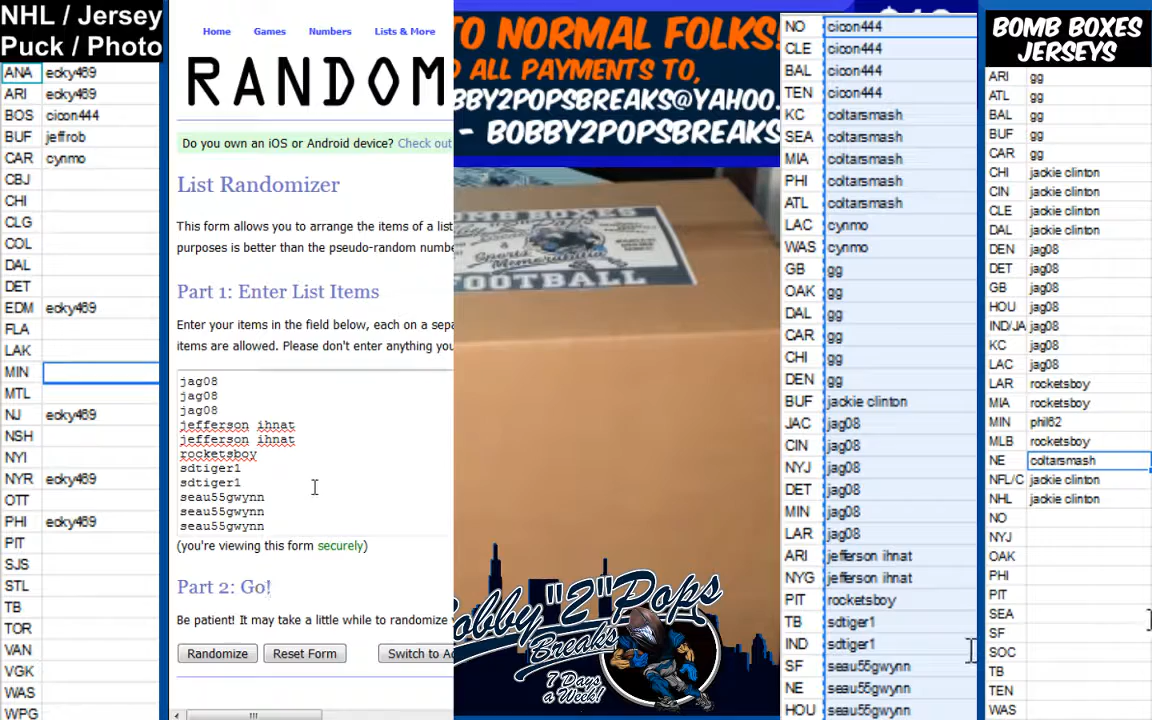 NHL / Jersey
Puck / Photo
ANA ecky469
ARI ecky469
BOS cicon444
BUF jeffrob
CAR cynmo
CBJ
CHI
CLG
COL
DAL
DET
EDM ecky469
FLA
LAK
MIN
MTL
NJ ecky469
NSH
NYI
NYR ecky469
OTT
PHI ecky469
PIT
SJS
STL
TB
TOR
VAN
VGK
WAS
WPG
Home Games Numbers Lists & More
RANDOM
Do you own an iOS or Android device? Check out
List Randomizer
This form allows you to arrange the items of a list
purposes is better than the pseudo-random numbe
Part 1: Enter List Items
Enter your items in the field below, each on a sepa
items are allowed. Please don't enter anything you
jag08
jag08
jag08
jefferson ihnat
jefferson ihnat
rocketsboy
sdtiger1
sdtiger1
seau55gwynn
seau55gwynn
seau55gwynn
(you're viewing this form securely)
Part 2: Go!
Be patient! It may take a little while to randomize
Randomize Reset Form Switch to Ad
TO NORMAL FOLKS!
D ALL PAYMENTS TO,
BBY2POPSBREAKS@YAHOO.
- BOBBY2POPSBREAKS
BOMB BOXES
Sports
Memorabilia
FOOTBALL
Bobby "2" Pops
Breaks
7 Days
a Week!
NO cicon444
CLE cicon444
BAL cicon444
TEN cicon444
KC coltarsmash
SEA coltarsmash
MIA coltarsmash
PHI coltarsmash
ATL coltarsmash
LAC cynmo
WAS cynmo
GB gg
OAK gg
DAL gg
CAR gg
CHI gg
DEN gg
BUF jackie clinton
JAC jag08
CIN jag08
NYJ jag08
DET jag08
MIN jag08
LAR jag08
ARI jefferson ihnat
NYG jefferson ihnat
PIT rocketsboy
TB sdtiger1
IND sdtiger1
SF seau55gwynn
NE seau55gwynn
HOU seau55gwynn
BOMB BOXES
JERSEYS
ARI gg
ATL gg
BAL gg
BUF gg
CAR gg
CHI jackie clinton
CIN jackie clinton
CLE jackie clinton
DAL jackie clinton
DEN jag08
DET jag08
GB jag08
HOU jag08
IND/JA jag08
KC jag08
LAC jag08
LAR rocketsboy
MIA rocketsboy
MIN phil62
MLB rocketsboy
NE coltarsmash
NFL/C jackie clinton
NHL jackie clinton
NO
NYJ
OAK
PHI
PIT
SEA
SF
SOC
TB
TEN
WAS